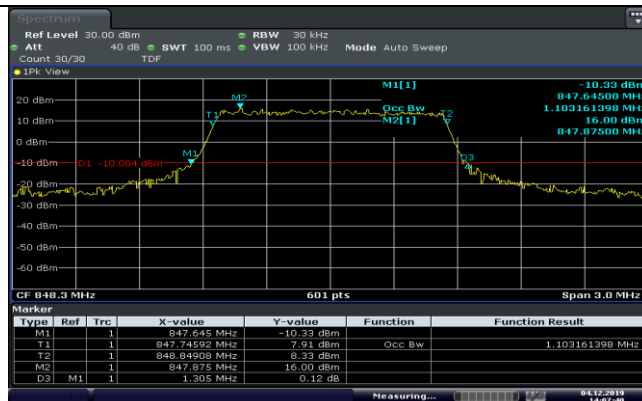 Spectrum
Ref Level 30.00 dBm RBW 30 kHz
Att 40 dB SWT 100 ms VBW 100 kHz Mode Auto Sweep
Count 30/30 TDF
1Pk View
M1[1] -10.33 dBm
847.64500 MHz
Occ Bw 1.103161398 MHz
M2[1] 16.00 dBm
847.87500 MHz
20 dBm
10 dBm
0 dBm
-10 dBm
-20 dBm
-30 dBm
-40 dBm
-50 dBm
-60 dBm
D1 -10.004 dBm
M1
T1
M2
T2
D3
CF 848.3 MHz 601 pts Span 3.0 MHz
Marker
Type Ref Trc X-value Y-value Function Function Result
M1 1 847.645 MHz -10.33 dBm
T1 1 847.74592 MHz 7.91 dBm Occ Bw 1.103161398 MHz
T2 1 848.84908 MHz 8.33 dBm
M2 1 847.875 MHz 16.00 dBm
D3 M1 1 1.305 MHz 0.12 dB
Measuring... 04.12.2019
14:07:40